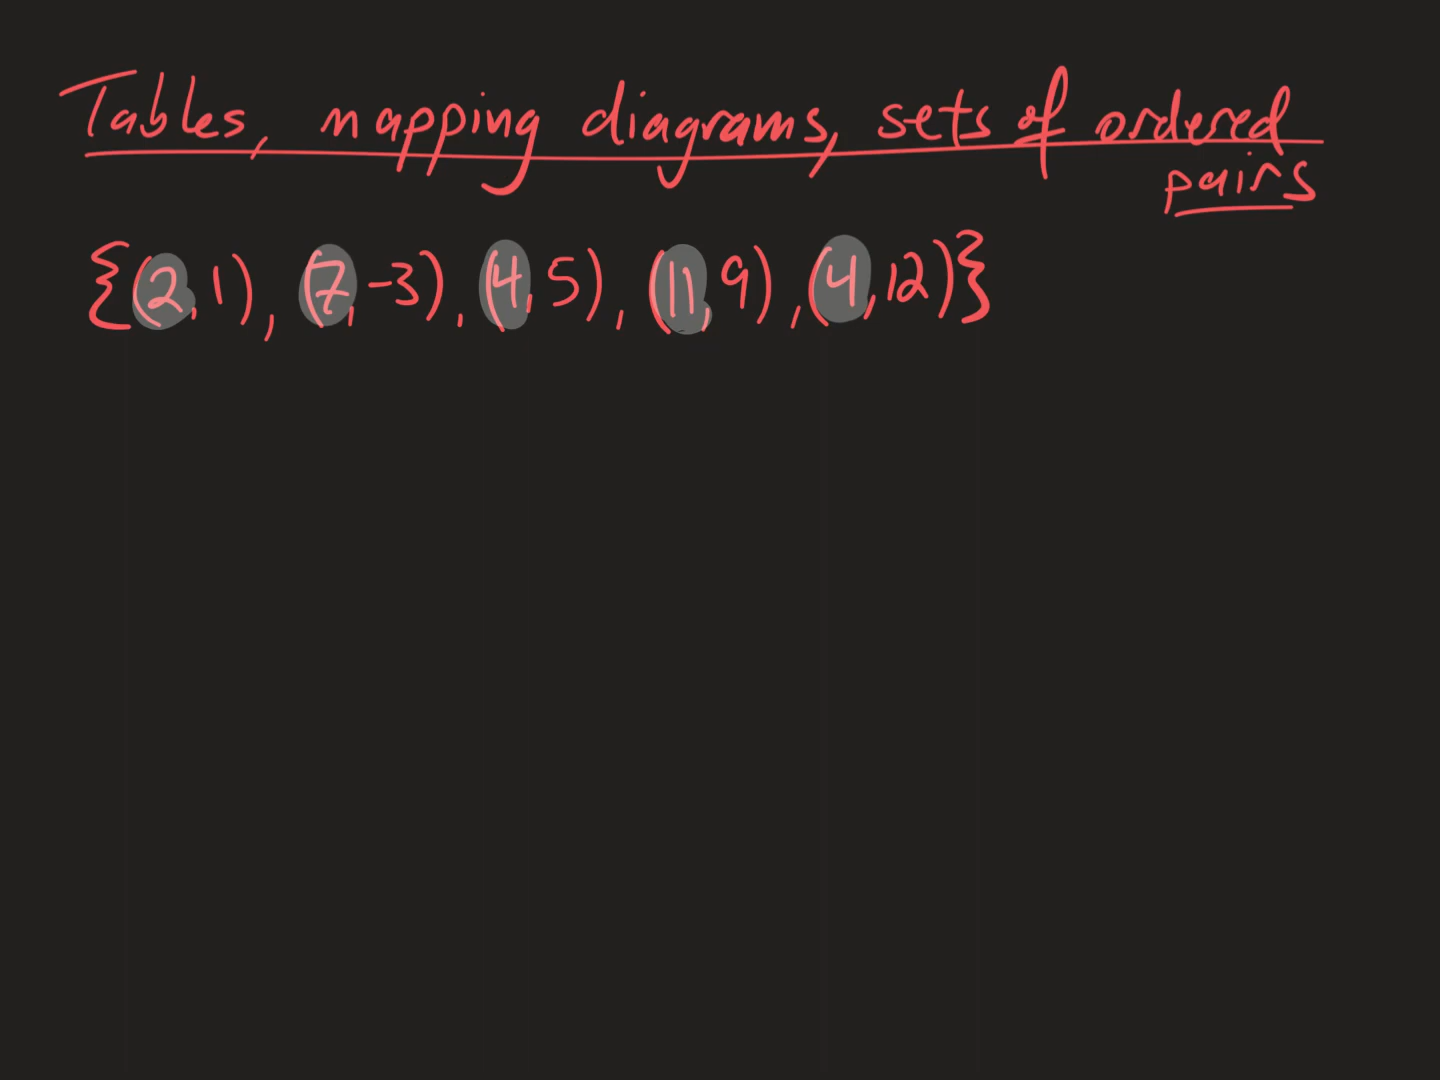 Tables, mapping diagrams, sets of ordered
pairs
{(2,1), (7,-3), (4,5), (11,9), (4,12)}